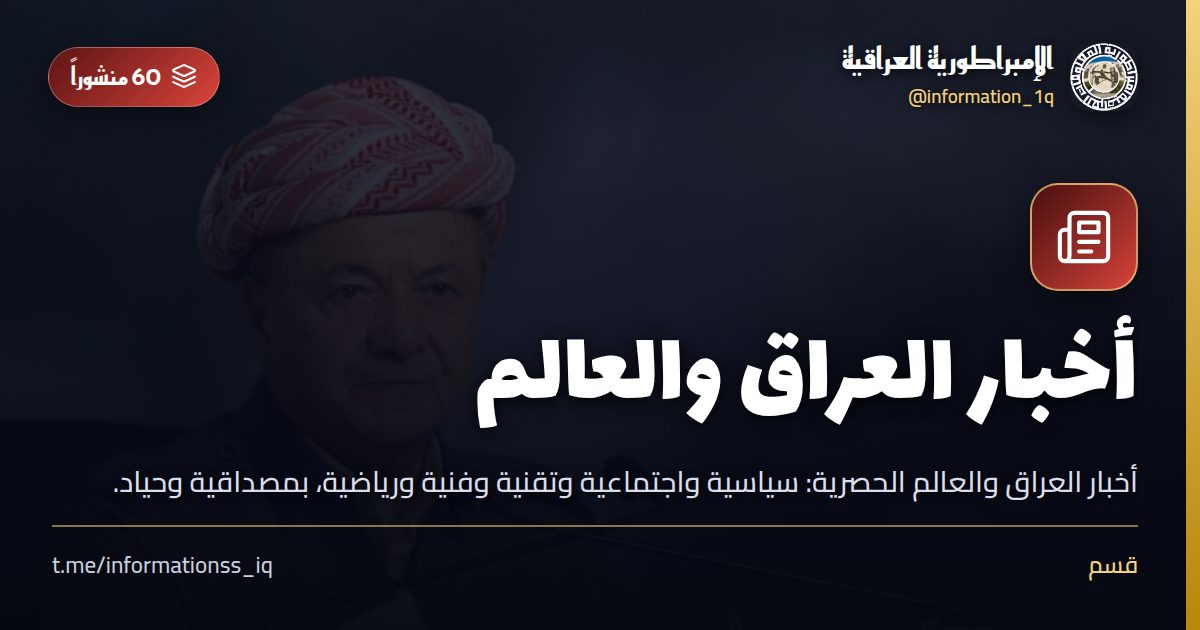 الإمبراطورية العراقية
@information_1q
60 منشوراً
أخبار العراق والعالم
أخبار العراق والعالم الحصرية: سياسية واجتماعية وتقنية وفنية ورياضية، بمصداقية وحياد.
قسم
t.me/informationss_iq